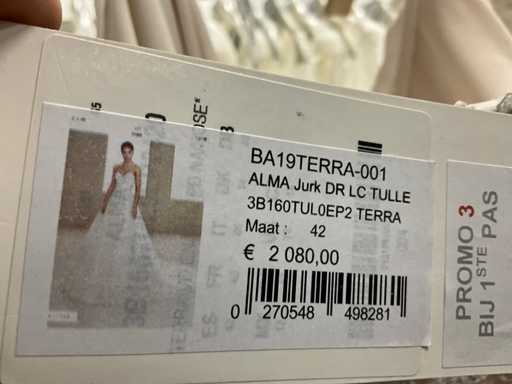 BA19TERRA-001
ALMA Jurk DR LC TULLE
3B160TUL0EP2 TERRA
Maat : 42
€ 2 080,00
0 270548 498281
PROMO 3
BIJ 1STE PAS